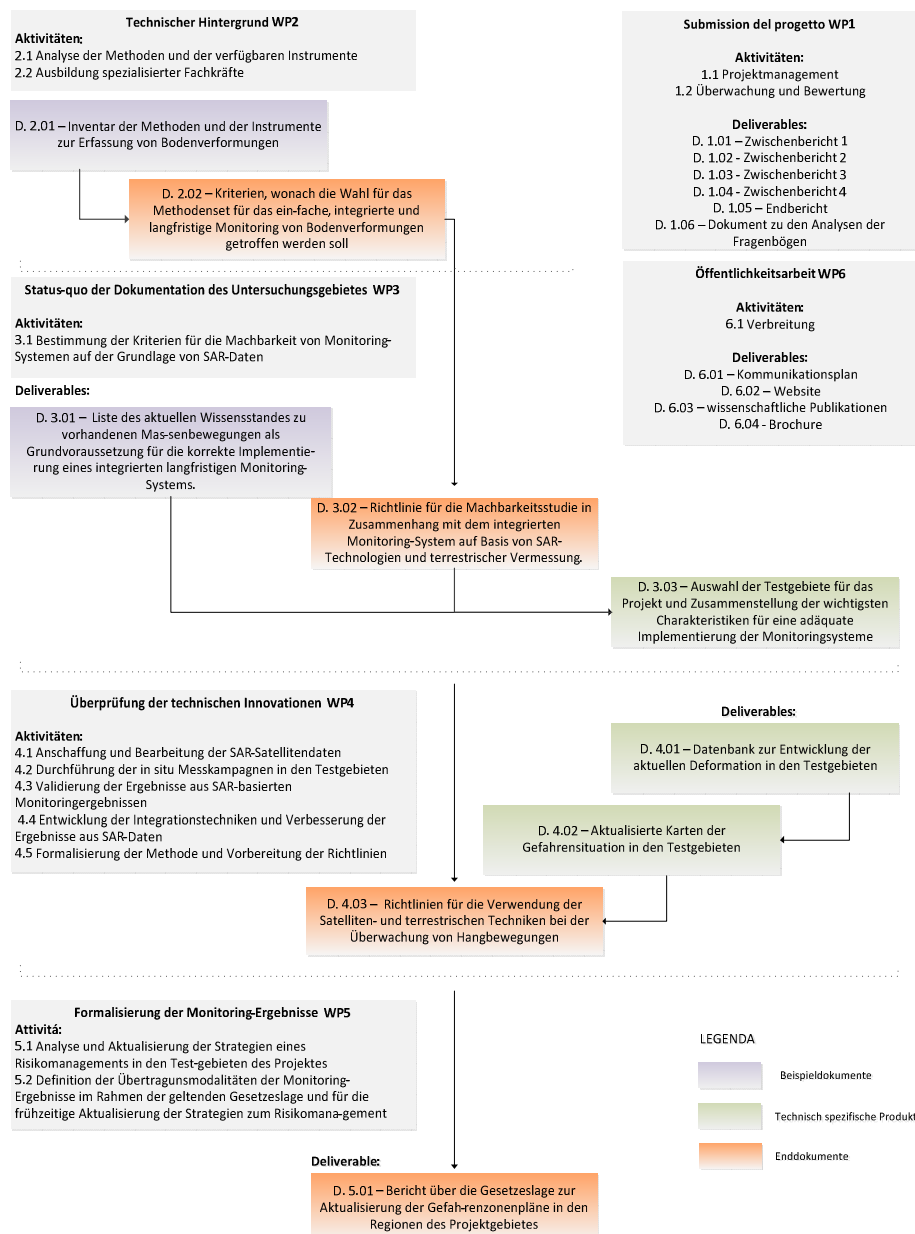 Technischer Hintergrund WP2
Aktivitäten:
2.1 Analyse der Methoden und der verfügbaren Instrumente
2.2 Ausbildung spezialisierter Fachkräfte
D. 2.01 – Inventar der Methoden und der Instrumente
zur Erfassung von Bodenverformungen
D. 2.02 – Kriterien, wonach die Wahl für das
Methodenset für das ein-fache, integrierte und
langfristige Monitoring von Bodenverformungen
getroffen werden soll
Submission del progetto WP1
Aktivitäten:
1.1 Projektmanagement
1.2 Überwachung und Bewertung
Deliverables:
D. 1.01 – Zwischenbericht 1
D. 1.02 - Zwischenbericht 2
D. 1.03 - Zwischenbericht 3
D. 1.04 - Zwischenbericht 4
D. 1.05 – Endbericht
D. 1.06 – Dokument zu den Analysen der
Fragenbögen
Öffentlichkeitsarbeit WP6
Aktivitäten:
6.1 Verbreitung
Deliverables:
D. 6.01 – Kommunikationsplan
D. 6.02 – Website
D. 6.03 – wissenschaftliche Publikationen
D. 6.04 - Brochure
Status-quo der Dokumentation des Untersuchungsgebietes WP3
Aktivitäten:
3.1 Bestimmung der Kriterien für die Machbarkeit von Monitoring-
Systemen auf der Grundlage von SAR-Daten
Deliverables:
D. 3.01 – Liste des aktuellen Wissensstandes zu
vorhandenen Mas-senbewegungen als
Grundvoraussetzung für die korrekte Implementie-
rung eines integrierten langfristigen Monitoring-
Systems.
D. 3.02 – Richtlinie für die Machbarkeitsstudie in
Zusammenhang mit dem integrierten
Monitoring-System auf Basis von SAR-
Technologien und terrestrischer Vermessung.
D. 3.03 – Auswahl der Testgebiete für das
Projekt und Zusammenstellung der wichtigsten
Charakteristiken für eine adäquate
Implementierung der Monitoringsysteme
Überprüfung der technischen Innovationen WP4
Aktivitäten:
4.1 Anschaffung und Bearbeitung der SAR-Satellitendaten
4.2 Durchführung der in situ Messkampagnen in den Testgebieten
4.3 Validierung der Ergebnisse aus SAR-basierten
Monitoringergebnissen
4.4 Entwicklung der Integrationstechniken und Verbesserung der
Ergebnisse aus SAR-Daten
4.5 Formalisierung der Methode und Vorbereitung der Richtlinien
Deliverables:
D. 4.01 – Datenbank zur Entwicklung der
aktuellen Deformation in den Testgebieten
D. 4.02 – Aktualisierte Karten der
Gefahrensituation in den Testgebieten
D. 4.03 – Richtlinien für die Verwendung der
Satelliten- und terrestrischen Techniken bei der
Überwachung von Hangbewegungen
Formalisierung der Monitoring-Ergebnisse WP5
Attivitá:
5.1 Analyse und Aktualisierung der Strategien eines
Risikomanagements in den Test-gebieten des Projektes
5.2 Definition der Übertragunsmodalitäten der Monitoring-
Ergebnisse im Rahmen der geltenden Gesetzeslage und für die
frühzeitige Aktualisierung der Strategien zum Risikomana-gement
LEGENDA
Beispieldokumente
Technisch spezifische Produkt
Enddokumente
Deliverable:
D. 5.01 – Bericht über die Gesetzeslage zur
Aktualisierung der Gefah-renzonenpläne in den
Regionen des Projektgebietes